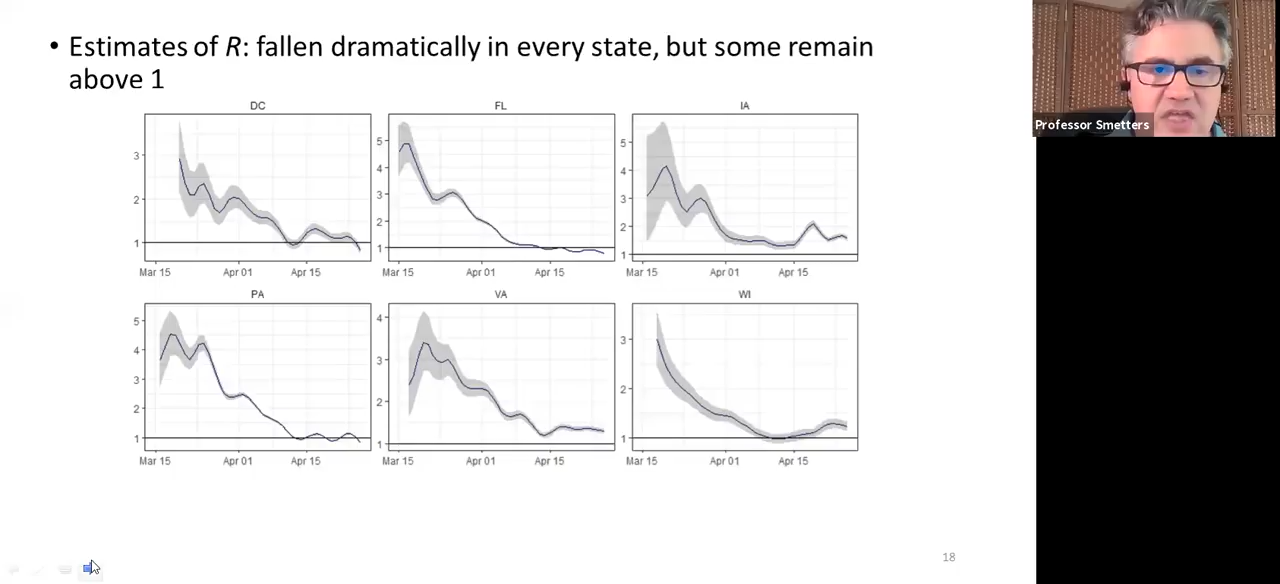 • Estimates of R: fallen dramatically in every state, but some remain
above 1
DC
FL
IA
3
2
1
5
4
3
2
1
5
4
3
2
1
Mar 15 Apr 01 Apr 15
Mar 15 Apr 01 Apr 15
Mar 15 Apr 01 Apr 15
PA
VA
WI
5
4
3
2
1
4
3
2
1
3
2
1
Mar 15 Apr 01 Apr 15
Mar 15 Apr 01 Apr 15
Mar 15 Apr 01 Apr 15
18
Professor Smetters